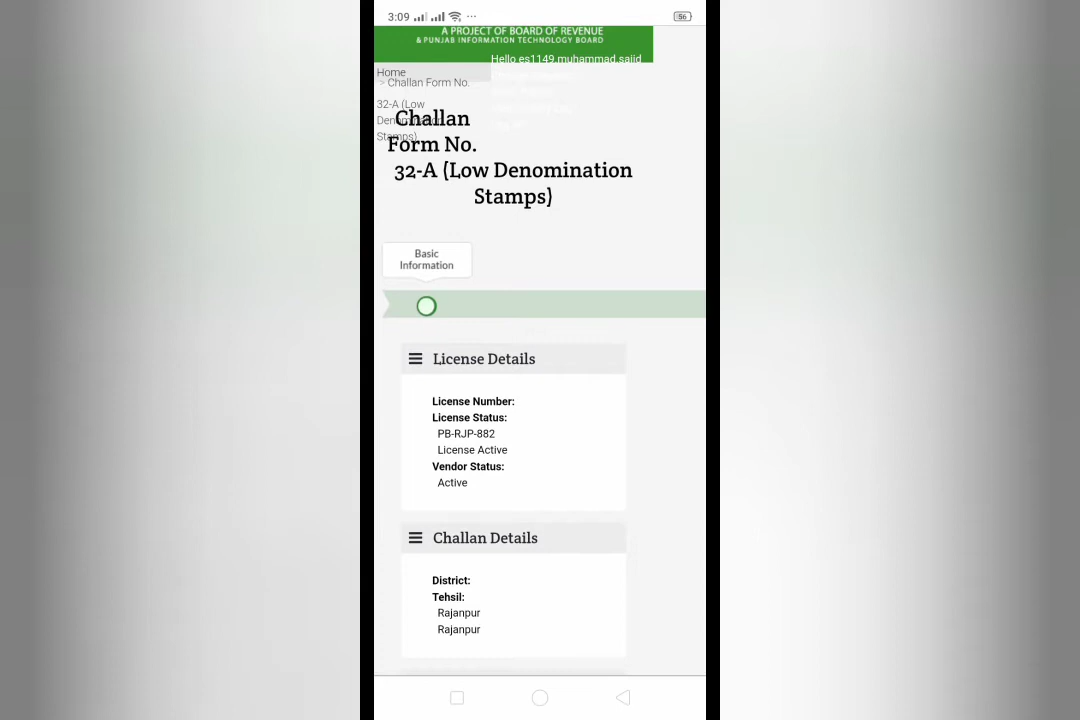 3:09
56
A PROJECT OF BOARD OF REVENUE
& PUNJAB INFORMATION TECHNOLOGY BOARD
Hello es1149.muhammad.sajid
Home
> Challan Form No.
32-A (Low
Stamps)
Challan
Form No.
32-A (Low Denomination
Stamps)
Basic
Information
License Details
License Number:
License Status:
PB-RJP-882
License Active
Vendor Status:
Active
Challan Details
District:
Tehsil:
Rajanpur
Rajanpur